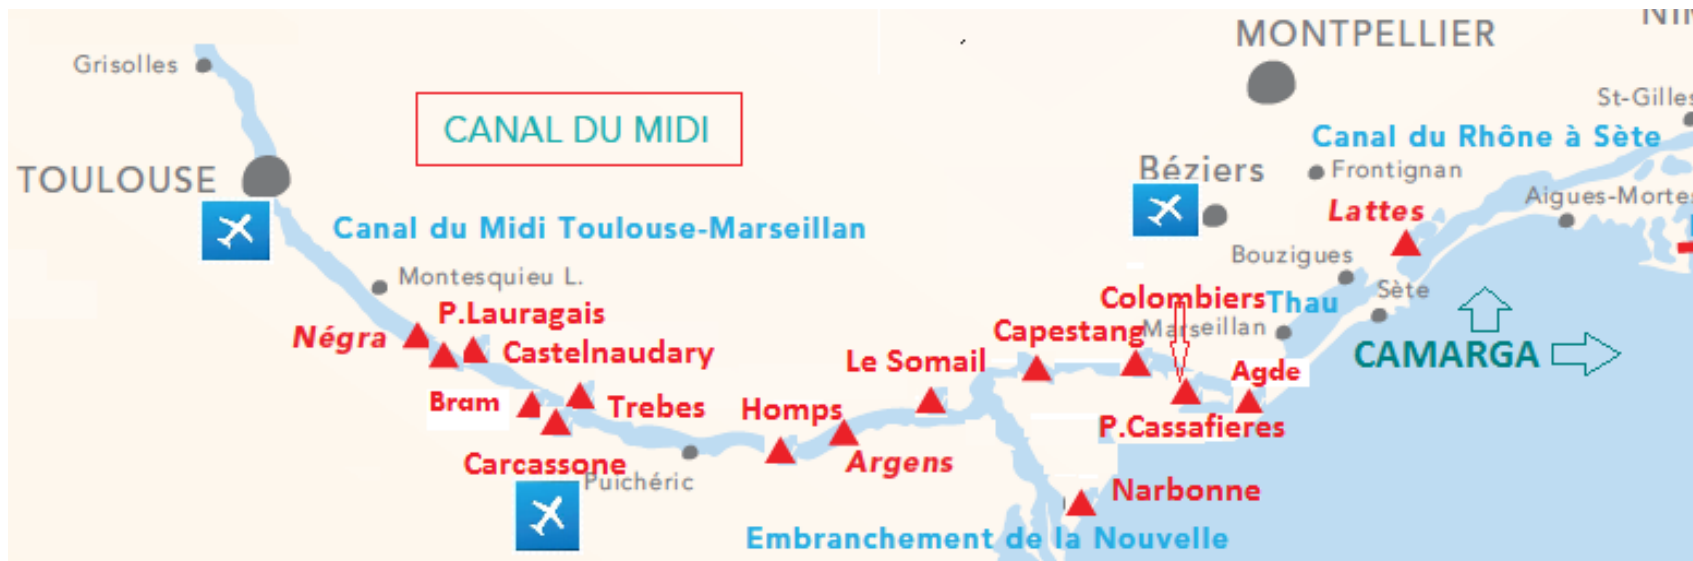 NIM
MONTPELLIER
Grisolles
St-Gilles
CANAL DU MIDI
Canal du Rhône à Sète
Béziers
Frontignan
TOULOUSE
Aigues-Mortes
Lattes
Canal du Midi Toulouse-Marseillan
Bouzigues
Montesquieu L.
Sète
Colombiers
Thau
P.Lauragais
Marseillan
Capestang
Négra
Castelnaudary
Le Somail
CAMARGA
Agde
Bram
Trebes
Homps
P.Cassafieres
Carcassone
Argens
Puichéric
Narbonne
Embranchement de la Nouvelle